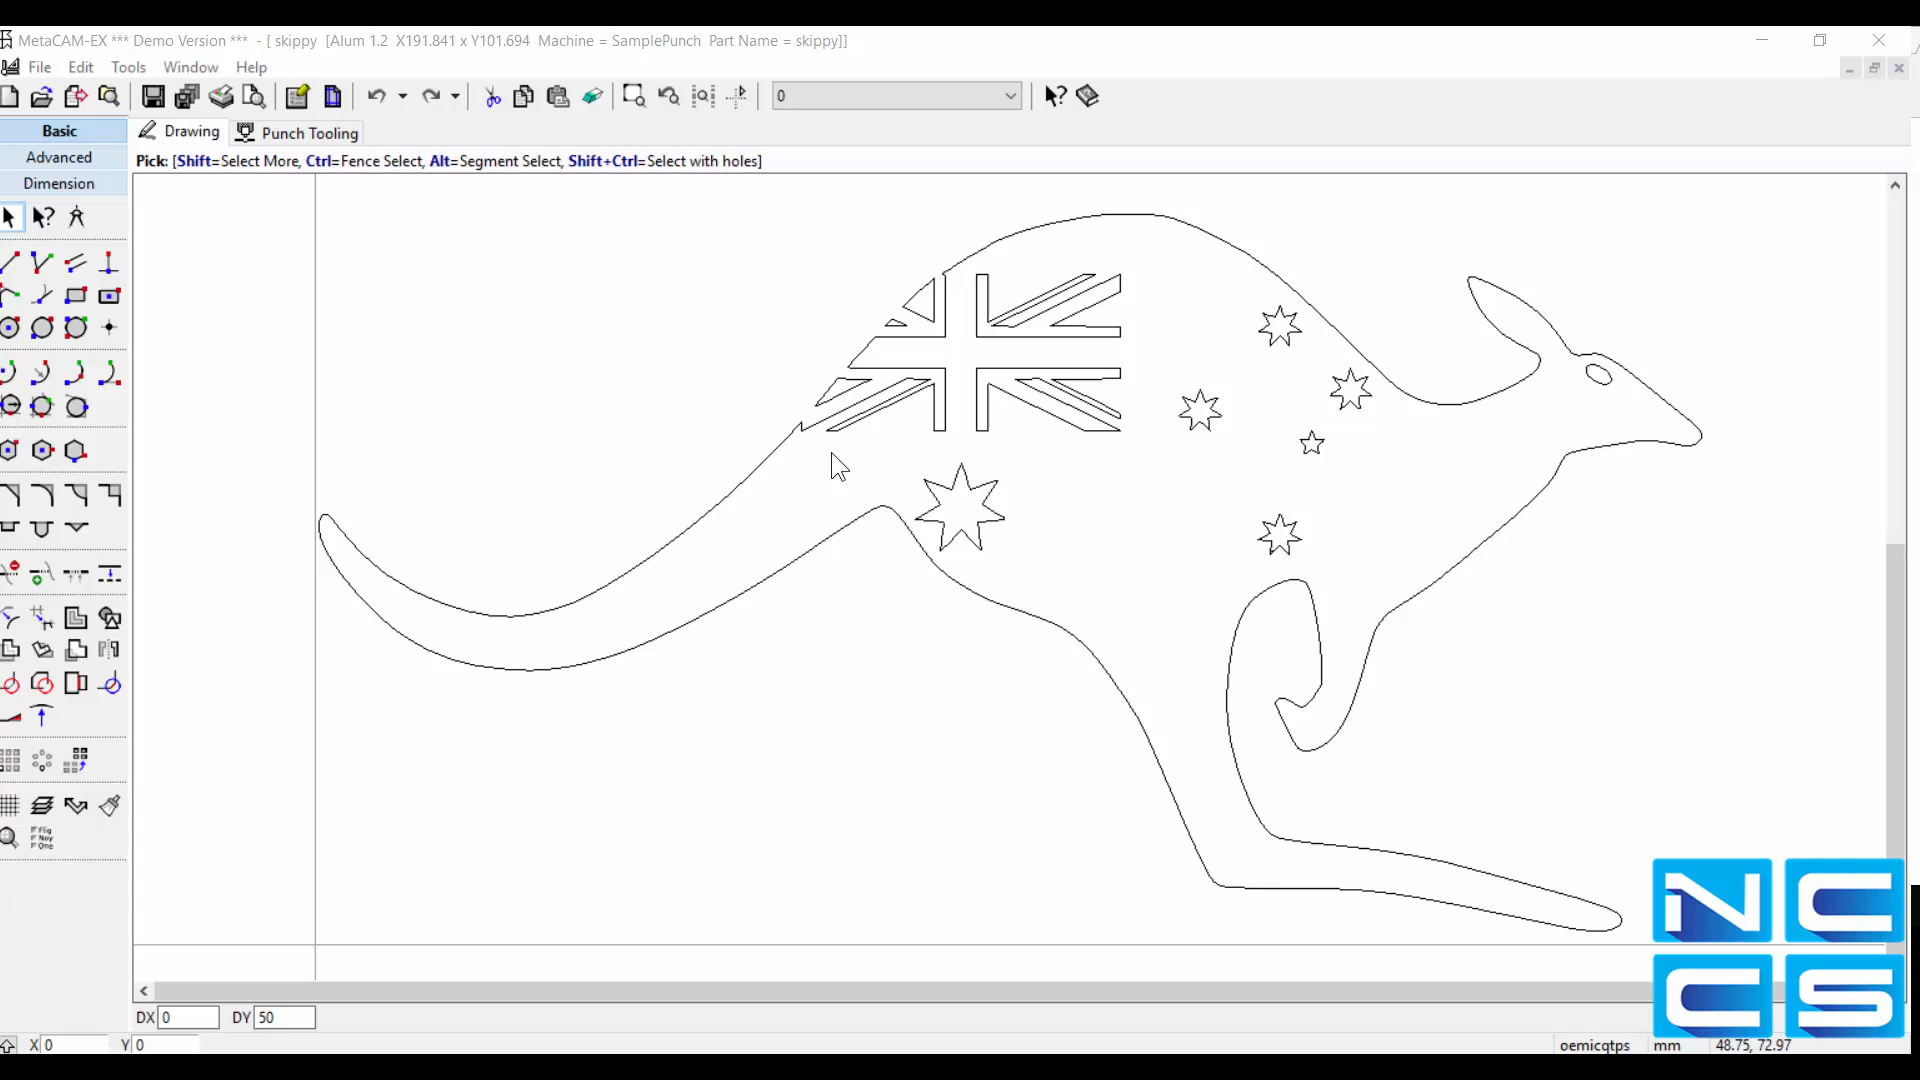 MetaCAM-EX *** Demo Version *** - [ skippy [Alum 1.2 X191.841 x Y101.694 Machine = SamplePunch Part Name = skippy]]
File Edit Tools Window Help
0
Basic
Advanced
Dimension
Drawing
Punch Tooling
Pick: [Shift=Select More, Ctrl=Fence Select, Alt=Segment Select, Shift+Ctrl=Select with holes]
NC
CS
DX 0 DY 50
X 0 Y 0
oemicqtps mm 48.75, 72.97